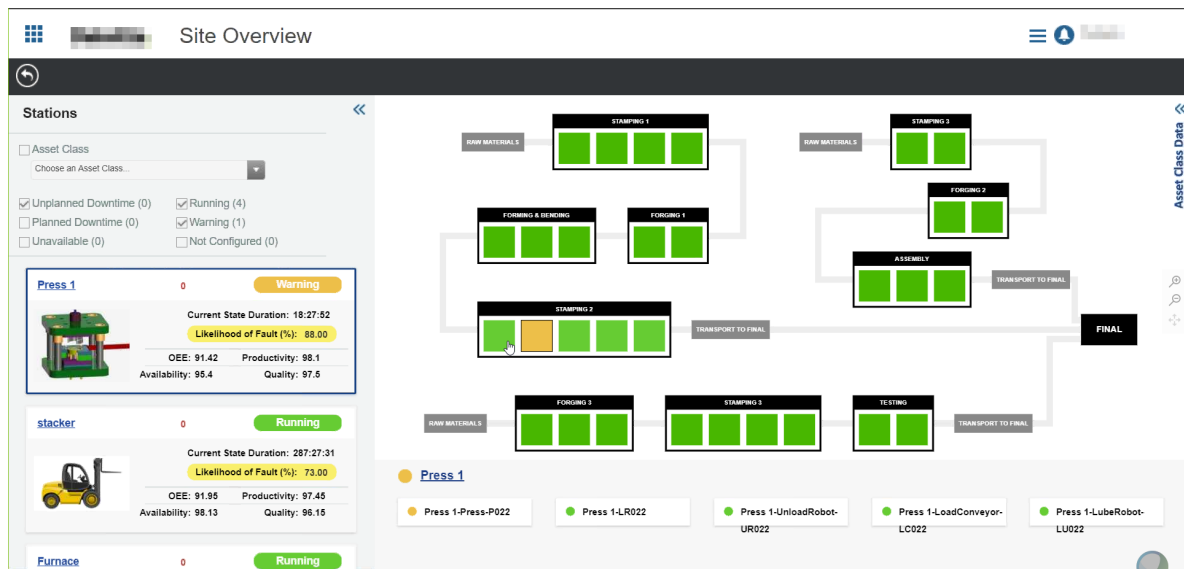 Site Overview
Stations
Asset Class
Choose an Asset Class...
Unplanned Downtime (0)
Running (4)
Planned Downtime (0)
Warning (1)
Unavailable (0)
Not Configured (0)
Press 1
0
Warning
Current State Duration: 18:27:52
Likelihood of Fault (%): 88.00
OEE: 91.42 Productivity: 98.1
Availability: 95.4 Quality: 97.5
stacker
0
Running
Current State Duration: 287:27:31
Likelihood of Fault (%): 73.00
OEE: 91.95 Productivity: 97.45
Availability: 98.13 Quality: 96.15
Furnace
0
Running
STAMPING 1
RAW MATERIALS
STAMPING 3
RAW MATERIALS
FORGING 2
FORMING & BENDING
FORGING 1
ASSEMBLY
TRANSPORT TO FINAL
STAMPING 2
TRANSPORT TO FINAL
FINAL
FORGING 3
STAMPING 3
TESTING
RAW MATERIALS
TRANSPORT TO FINAL
Asset Class Data
Press 1
Press 1-Press-P022
Press 1-LR022
Press 1-UnloadRobot-
UR022
Press 1-LoadConveyor-
LC022
Press 1-LubeRobot-
LU022